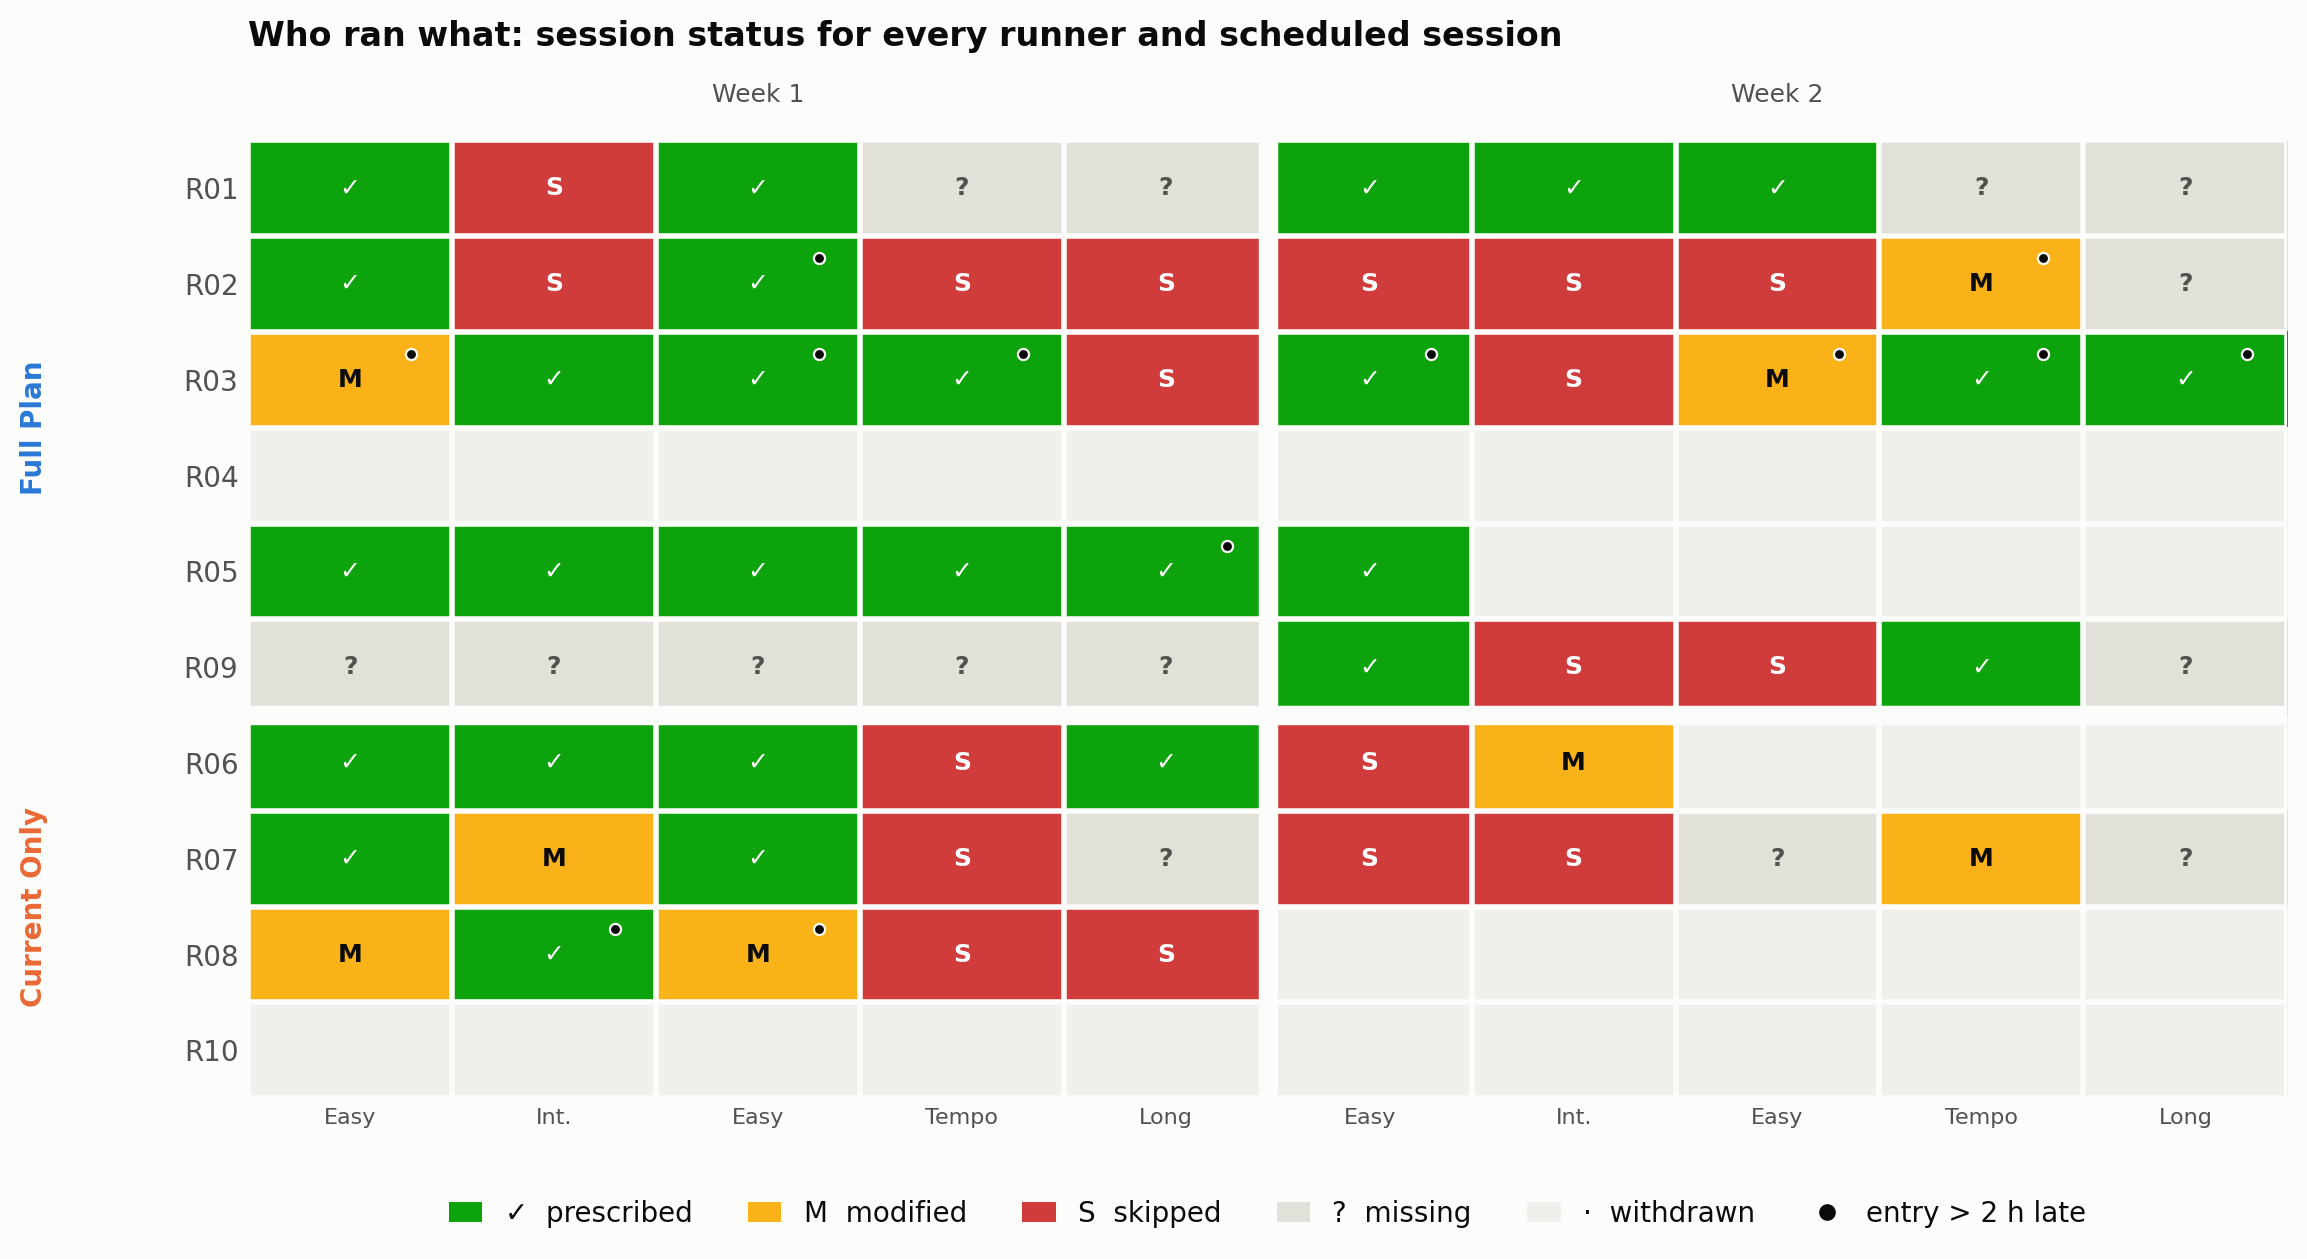 Who ran what: session status for every runner and scheduled session
Week 1 Week 2
Full Plan
R01 ✓ S ✓ ? ? ✓ ✓ ✓ ? ?
R02 ✓ S ✓ S S S S S M ?
R03 M ✓ ✓ ✓ S ✓ S M ✓ ✓
R04
R05 ✓ ✓ ✓ ✓ ✓ ✓
R09 ? ? ? ? ? ✓ S S ✓ ?
Current Only
R06 ✓ ✓ ✓ S ✓ S M
R07 ✓ M ✓ S ? S S ? M ?
R08 M ✓ M S S
R10
Easy Int. Easy Tempo Long Easy Int. Easy Tempo Long
✓ prescribed M modified S skipped ? missing · withdrawn ● entry > 2 h late